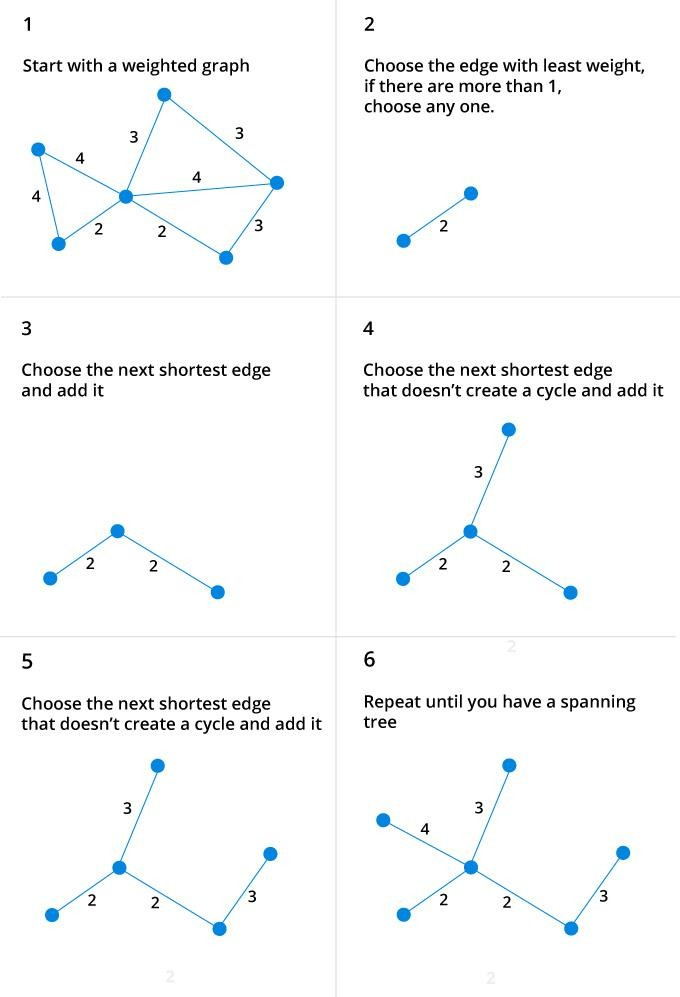 1
Start with a weighted graph
3
3
4
4
4
2
2
3
2
Choose the edge with least weight,
if there are more than 1,
choose any one.
2
3
Choose the next shortest edge
and add it
2
2
4
Choose the next shortest edge
that doesn't create a cycle and add it
3
2
2
2
5
Choose the next shortest edge
that doesn't create a cycle and add it
3
2
2
3
2
6
Repeat until you have a spanning
tree
3
4
2
2
3
2